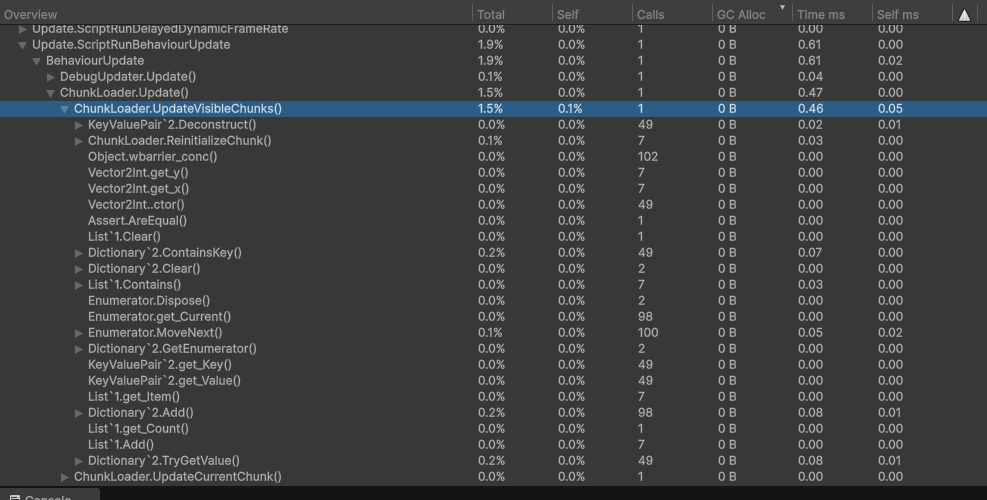 Overview Total Self Calls GC Alloc Time ms Self ms
Update.ScriptRunDelayedDynamicFrameRate 0.0% 0.0% 1 0 B 0.00 0.00
Update.ScriptRunBehaviourUpdate 1.9% 0.0% 1 0 B 0.61 0.00
BehaviourUpdate 1.9% 0.0% 1 0 B 0.61 0.02
DebugUpdater.Update() 0.1% 0.0% 1 0 B 0.04 0.00
ChunkLoader.Update() 1.5% 0.0% 1 0 B 0.47 0.00
ChunkLoader.UpdateVisibleChunks() 1.5% 0.1% 1 0 B 0.46 0.05
KeyValuePair`2.Deconstruct() 0.0% 0.0% 49 0 B 0.02 0.01
ChunkLoader.ReinitializeChunk() 0.1% 0.0% 7 0 B 0.03 0.00
Object.wbarrier_conc() 0.0% 0.0% 102 0 B 0.00 0.00
Vector2Int.get_y() 0.0% 0.0% 7 0 B 0.00 0.00
Vector2Int.get_x() 0.0% 0.0% 7 0 B 0.00 0.00
Vector2Int..ctor() 0.0% 0.0% 49 0 B 0.00 0.00
Assert.AreEqual() 0.0% 0.0% 1 0 B 0.00 0.00
List`1.Clear() 0.0% 0.0% 1 0 B 0.00 0.00
Dictionary`2.ContainsKey() 0.2% 0.0% 49 0 B 0.07 0.00
Dictionary`2.Clear() 0.0% 0.0% 2 0 B 0.00 0.00
List`1.Contains() 0.0% 0.0% 7 0 B 0.03 0.00
Enumerator.Dispose() 0.0% 0.0% 2 0 B 0.00 0.00
Enumerator.get_Current() 0.0% 0.0% 98 0 B 0.00 0.00
Enumerator.MoveNext() 0.1% 0.0% 100 0 B 0.05 0.02
Dictionary`2.GetEnumerator() 0.0% 0.0% 2 0 B 0.00 0.00
KeyValuePair`2.get_Key() 0.0% 0.0% 49 0 B 0.00 0.00
KeyValuePair`2.get_Value() 0.0% 0.0% 49 0 B 0.00 0.00
List`1.get_Item() 0.0% 0.0% 7 0 B 0.00 0.00
Dictionary`2.Add() 0.2% 0.0% 98 0 B 0.08 0.01
List`1.get_Count() 0.0% 0.0% 1 0 B 0.00 0.00
List`1.Add() 0.0% 0.0% 7 0 B 0.00 0.00
Dictionary`2.TryGetValue() 0.2% 0.0% 49 0 B 0.08 0.01
ChunkLoader.UpdateCurrentChunk() 0.0% 0.0% 1 0 B 0.00 0.00
Console